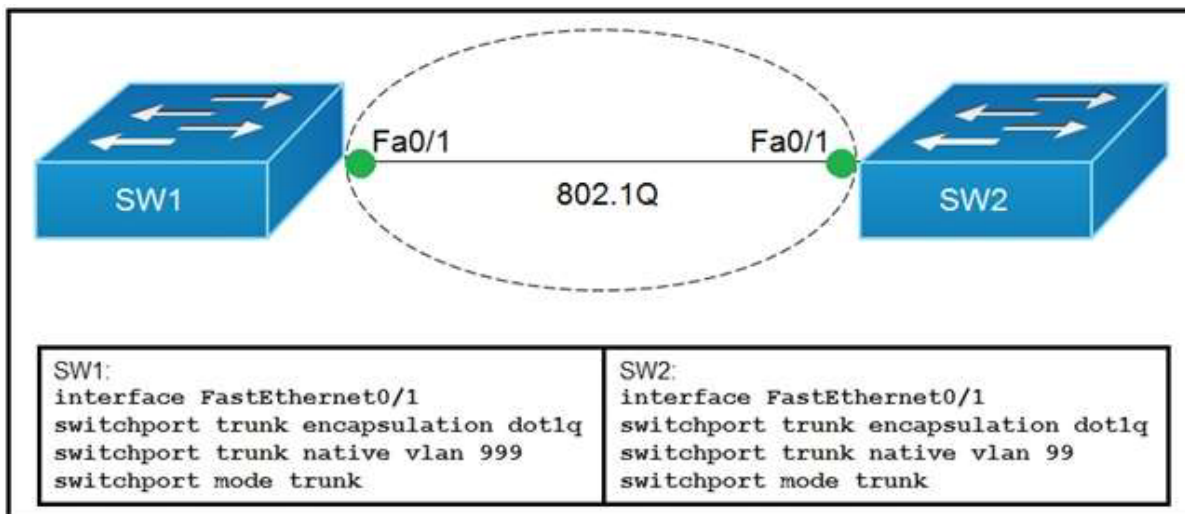 Fa0/1
Fa0/1
802.1Q
SW1
SW2
SW1:
interface FastEthernet0/1
switchport trunk encapsulation dot1q
switchport trunk native vlan 999
switchport mode trunk
SW2:
interface FastEthernet0/1
switchport trunk encapsulation dot1q
switchport trunk native vlan 99
switchport mode trunk